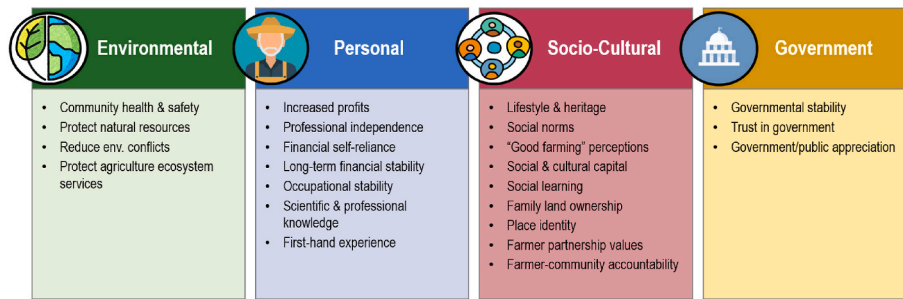 Environmental
Community health & safety
Protect natural resources
Reduce env. conflicts
Protect agriculture ecosystem
services
Personal
Increased profits
Professional independence
Financial self-reliance
Long-term financial stability
Occupational stability
Scientific & professional
knowledge
First-hand experience
Socio-Cultural
Lifestyle & heritage
Social norms
“Good farming” perceptions
Social & cultural capital
Social learning
Family land ownership
Place identity
Farmer partnership values
Farmer-community accountability
Government
Governmental stability
Trust in government
Government/public appreciation